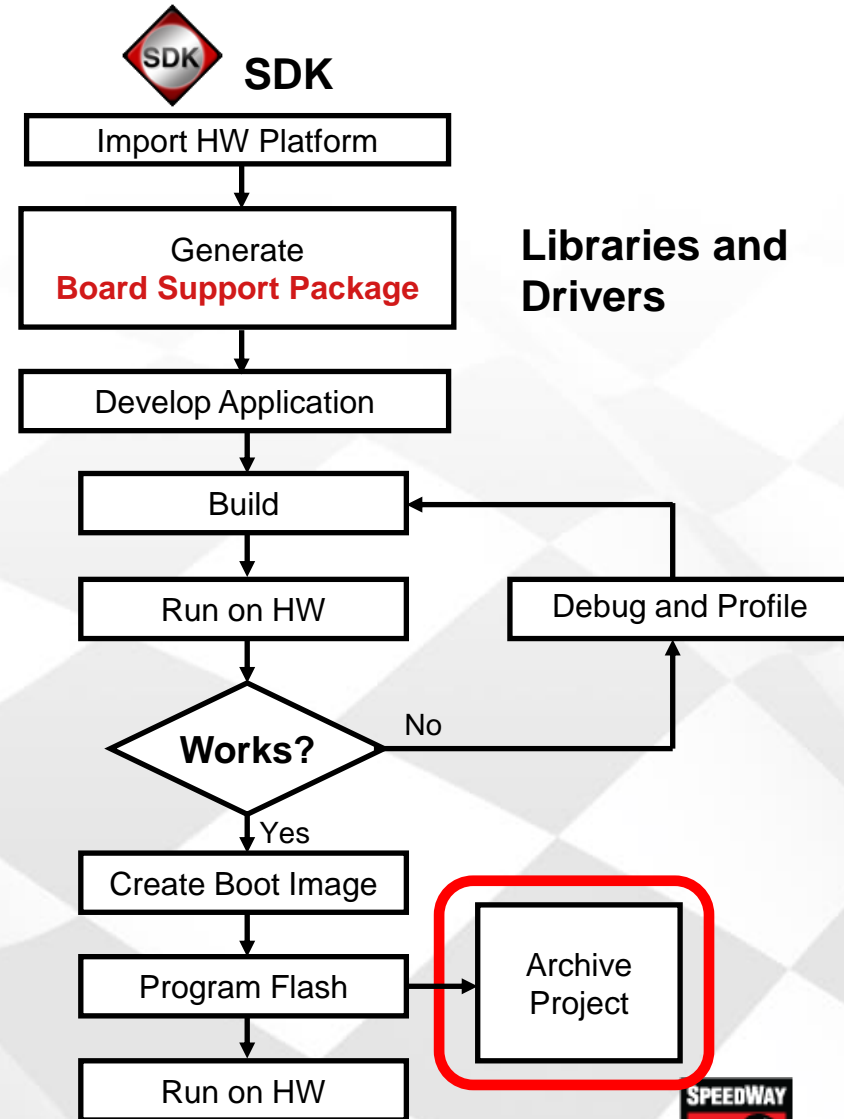 SDK
SDK
Import HW Platform
Generate
Board Support Package
Libraries and
Drivers
Develop Application
Build
Run on HW
Debug and Profile
Works?
No
Yes
Create Boot Image
Program Flash
Archive
Project
Run on HW
SPEEDWAY